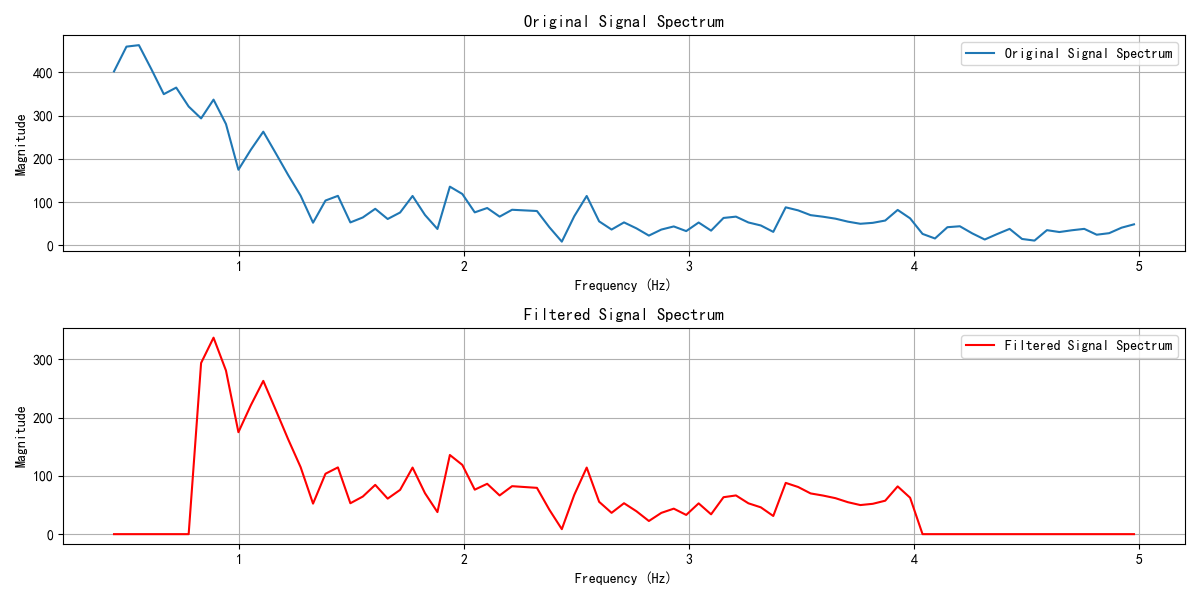 Original Signal Spectrum
Original Signal Spectrum
Magnitude
400
300
200
100
0
1
2
3
4
5
Frequency (Hz)
Filtered Signal Spectrum
Filtered Signal Spectrum
Magnitude
300
200
100
0
1
2
3
4
5
Frequency (Hz)